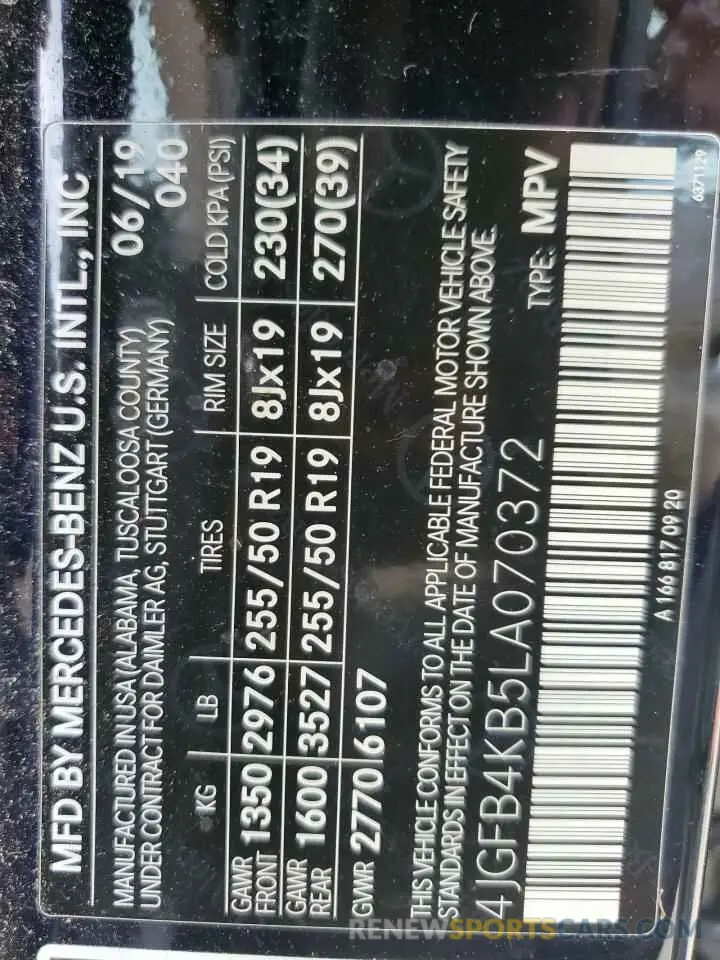 MFD BY MERCEDES-BENZ U.S. INTL., INC
MANUFACTURED IN USA (ALABAMA, TUSCALOOSA COUNTY) 06/19
UNDER CONTRACT FOR DAIMLER AG, STUTTGART (GERMANY) 040
KG LB TIRES RIM SIZE COLD KPA (PSI)
GAWR FRONT 1350 2976 255/50 R19 8Jx19 230(34)
GAWR REAR 1600 3527 255/50 R19 8Jx19 270(39)
GVWR 2770 6107
THIS VEHICLE CONFORMS TO ALL APPLICABLE FEDERAL MOTOR VEHICLE SAFETY
STANDARDS IN EFFECT ON THE DATE OF MANUFACTURE SHOWN ABOVE.
4JGFB4KB5LA070372 TYPE: MPV
A 166 817 09 20
6371129
RENEWSPORTSCARS.COM